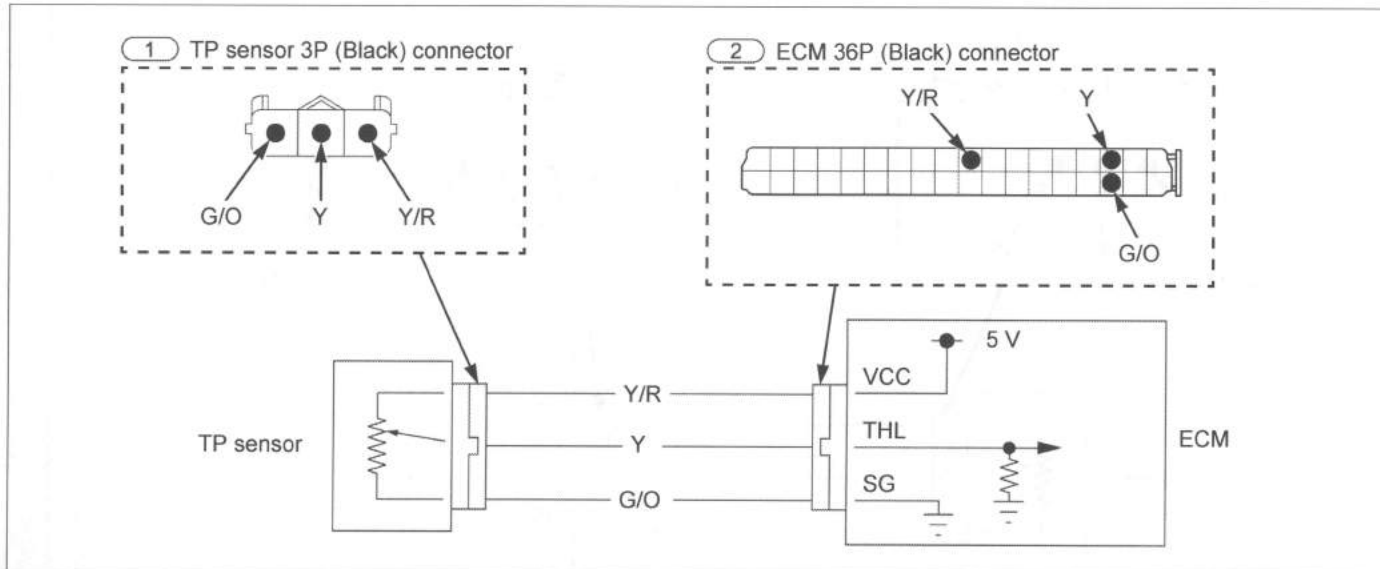 1 TP sensor 3P (Black) connector
G/O Y Y/R
2 ECM 36P (Black) connector
Y/R Y
G/O
TP sensor
Y/R
Y
G/O
5 V
VCC
THL
SG
ECM